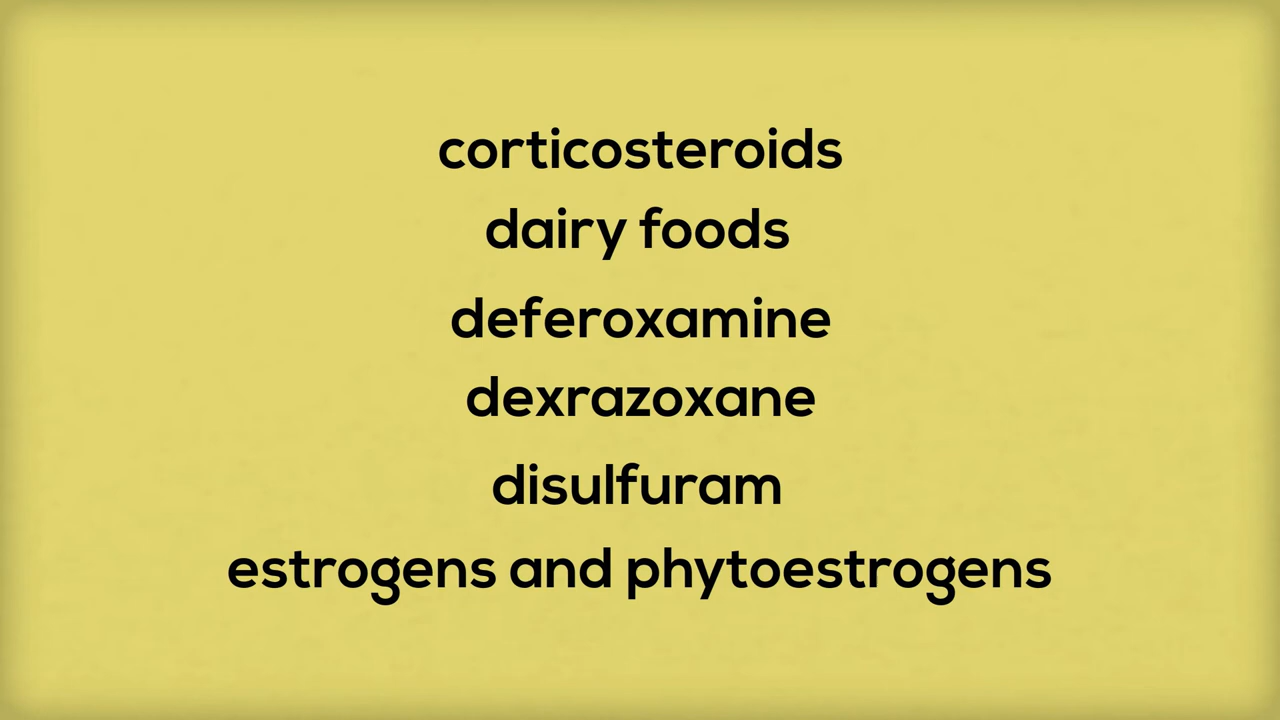 corticosteroids
dairy foods
deferoxamine
dexrazoxane
disulfuram
estrogens and phytoestrogens